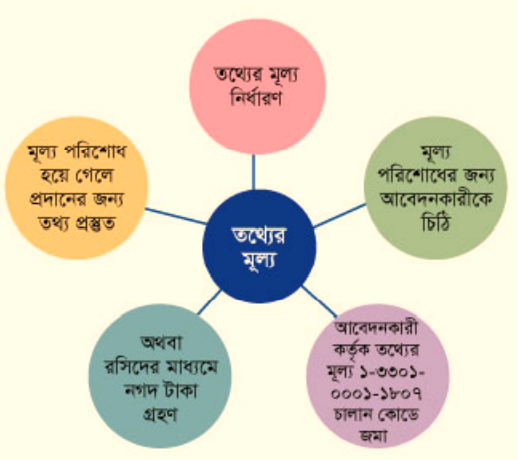 তথ্যের মূল্য
নির্ধারণ
মূল্য
পরিশোধের জন্য
আবেদনকারীকে
চিঠি
আবেদনকারী
কর্তৃক তথ্যের
মূল্য ১-৩৩০১-
০০০১-১৮০৭
চালান কোডে
জমা
অথবা
রসিদের মাধ্যমে
নগদ টাকা
গ্রহণ
মূল্য পরিশোধ
হয়ে গেলে
প্রদানের জন্য
তথ্য প্রস্তুত
তথ্যের
মূল্য